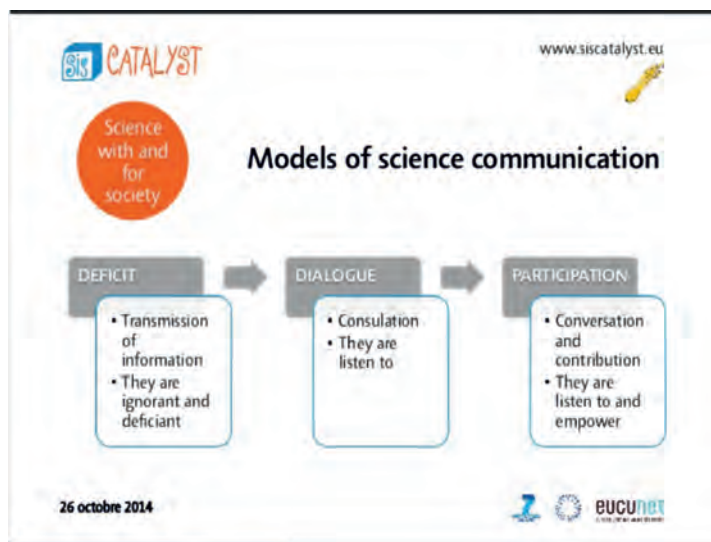 sis CATALYST
www.siscatalyst.eu
Science
with and
for
society
Models of science communication
DEFICIT
• Transmission
of
information
• They are
ignorant and
deficiant
DIALOGUE
• Consulation
• They are
listen to
PARTICIPATION
• Conversation
and
contribution
• They are
listen to and
empower
26 octobre 2014
eucunet